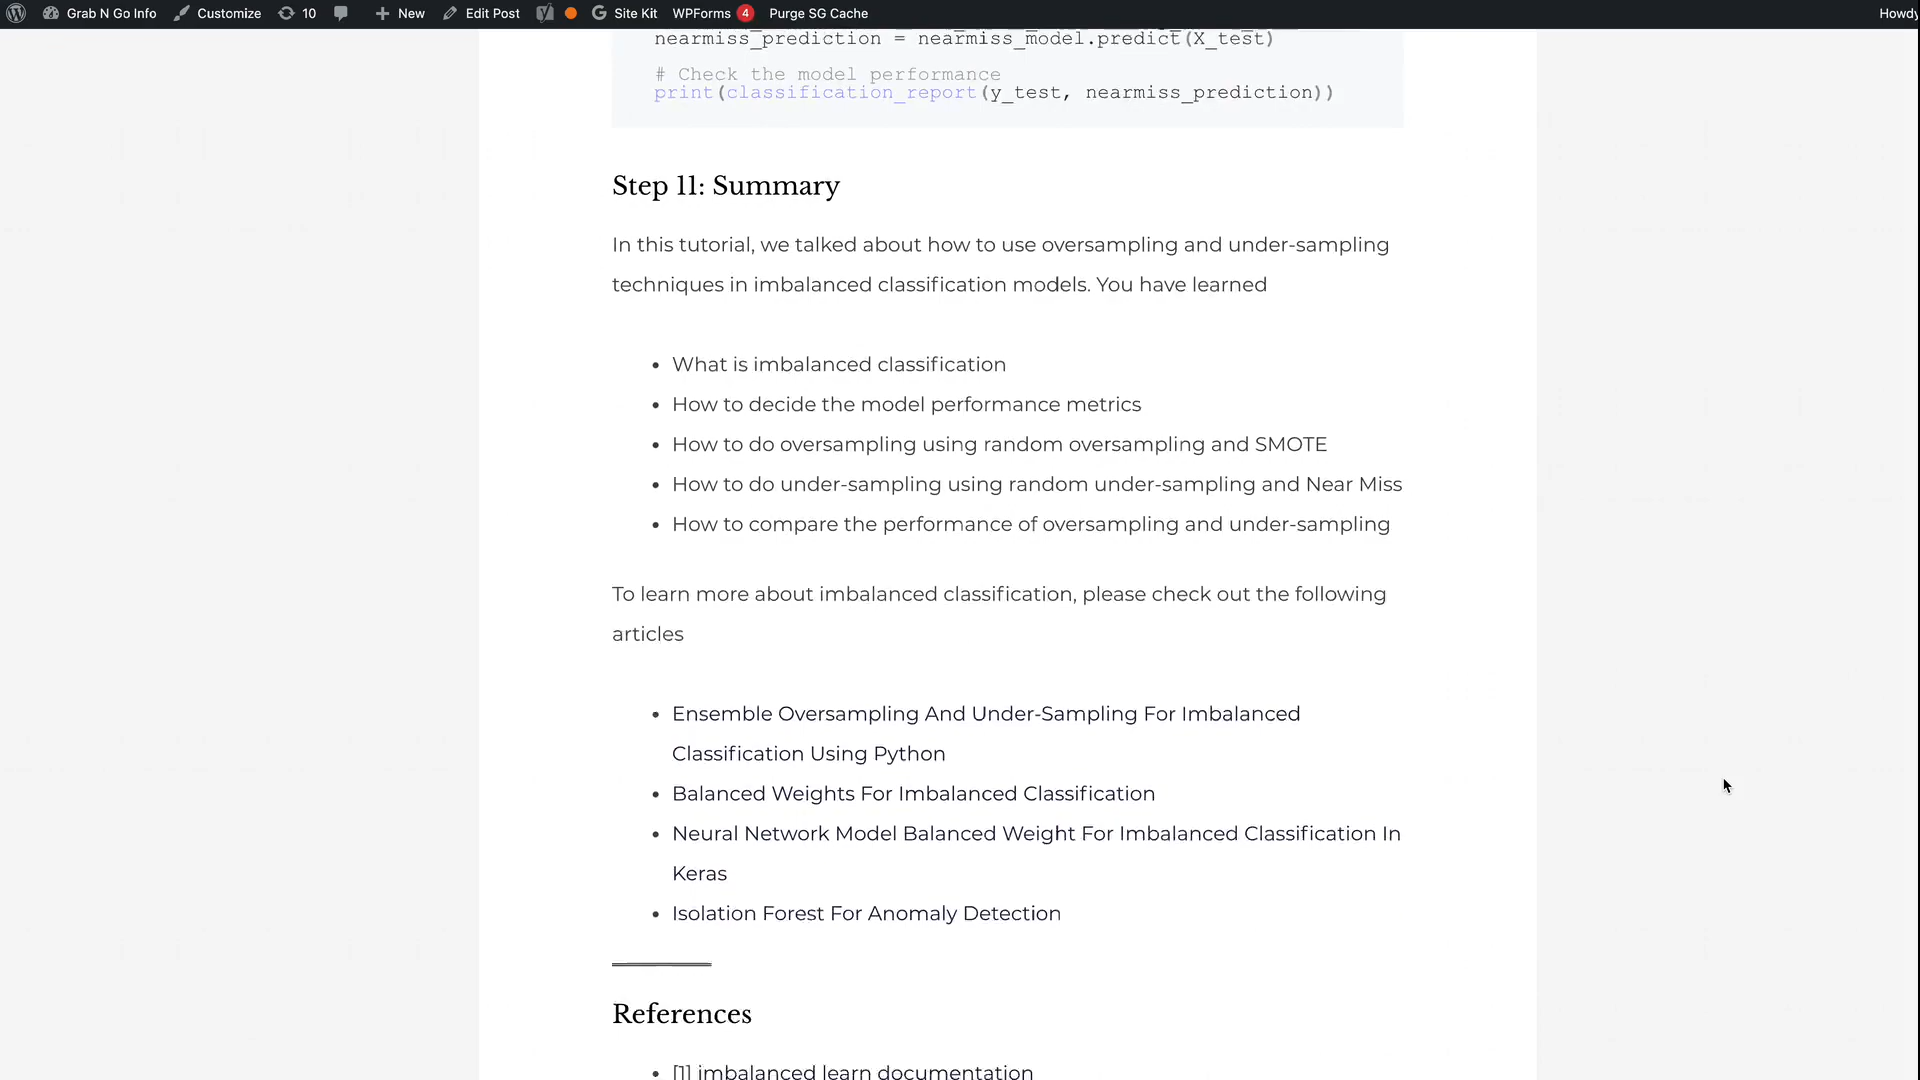 Grab N Go Info Customize 10 New Edit Post Site Kit WPForms 4 Purge SG Cache Howdy
nearmiss_prediction = nearmiss_model.predict(X_test)
# Check the model performance
print(classification_report(y_test, nearmiss_prediction))
Step 11: Summary
In this tutorial, we talked about how to use oversampling and under-sampling
techniques in imbalanced classification models. You have learned
• What is imbalanced classification
• How to decide the model performance metrics
• How to do oversampling using random oversampling and SMOTE
• How to do under-sampling using random under-sampling and Near Miss
• How to compare the performance of oversampling and under-sampling
To learn more about imbalanced classification, please check out the following
articles
• Ensemble Oversampling And Under-Sampling For Imbalanced
Classification Using Python
• Balanced Weights For Imbalanced Classification
• Neural Network Model Balanced Weight For Imbalanced Classification In
Keras
• Isolation Forest For Anomaly Detection
References
• [1] imbalanced learn documentation